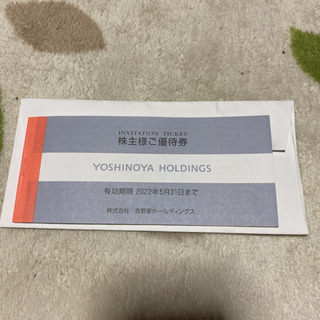 INVITATION TICKET
株主様ご優待券
YOSHINOYA HOLDINGS
有効期限 2022年5月31日まで
株式会社 吉野家ホールディングス